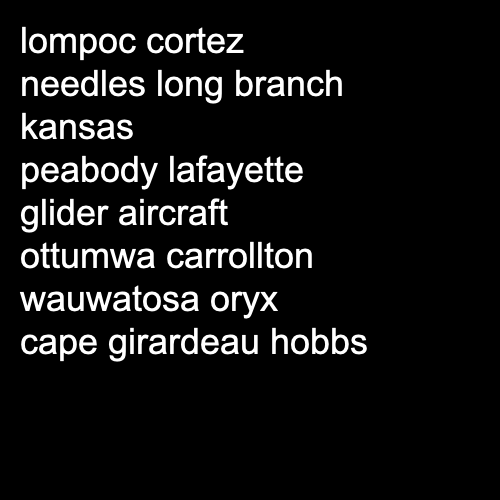 lompoc cortez
needles long branch
kansas
peabody lafayette
glider aircraft
ottumwa carrollton
wauwatosa oryx
cape girardeau hobbs